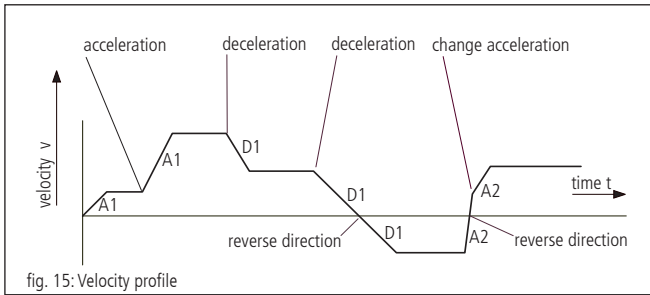 acceleration
deceleration
deceleration
change acceleration
velocity v
A1
A1
D1
D1
D1
A2
A2
time t
reverse direction
reverse direction
fig. 15: Velocity profile